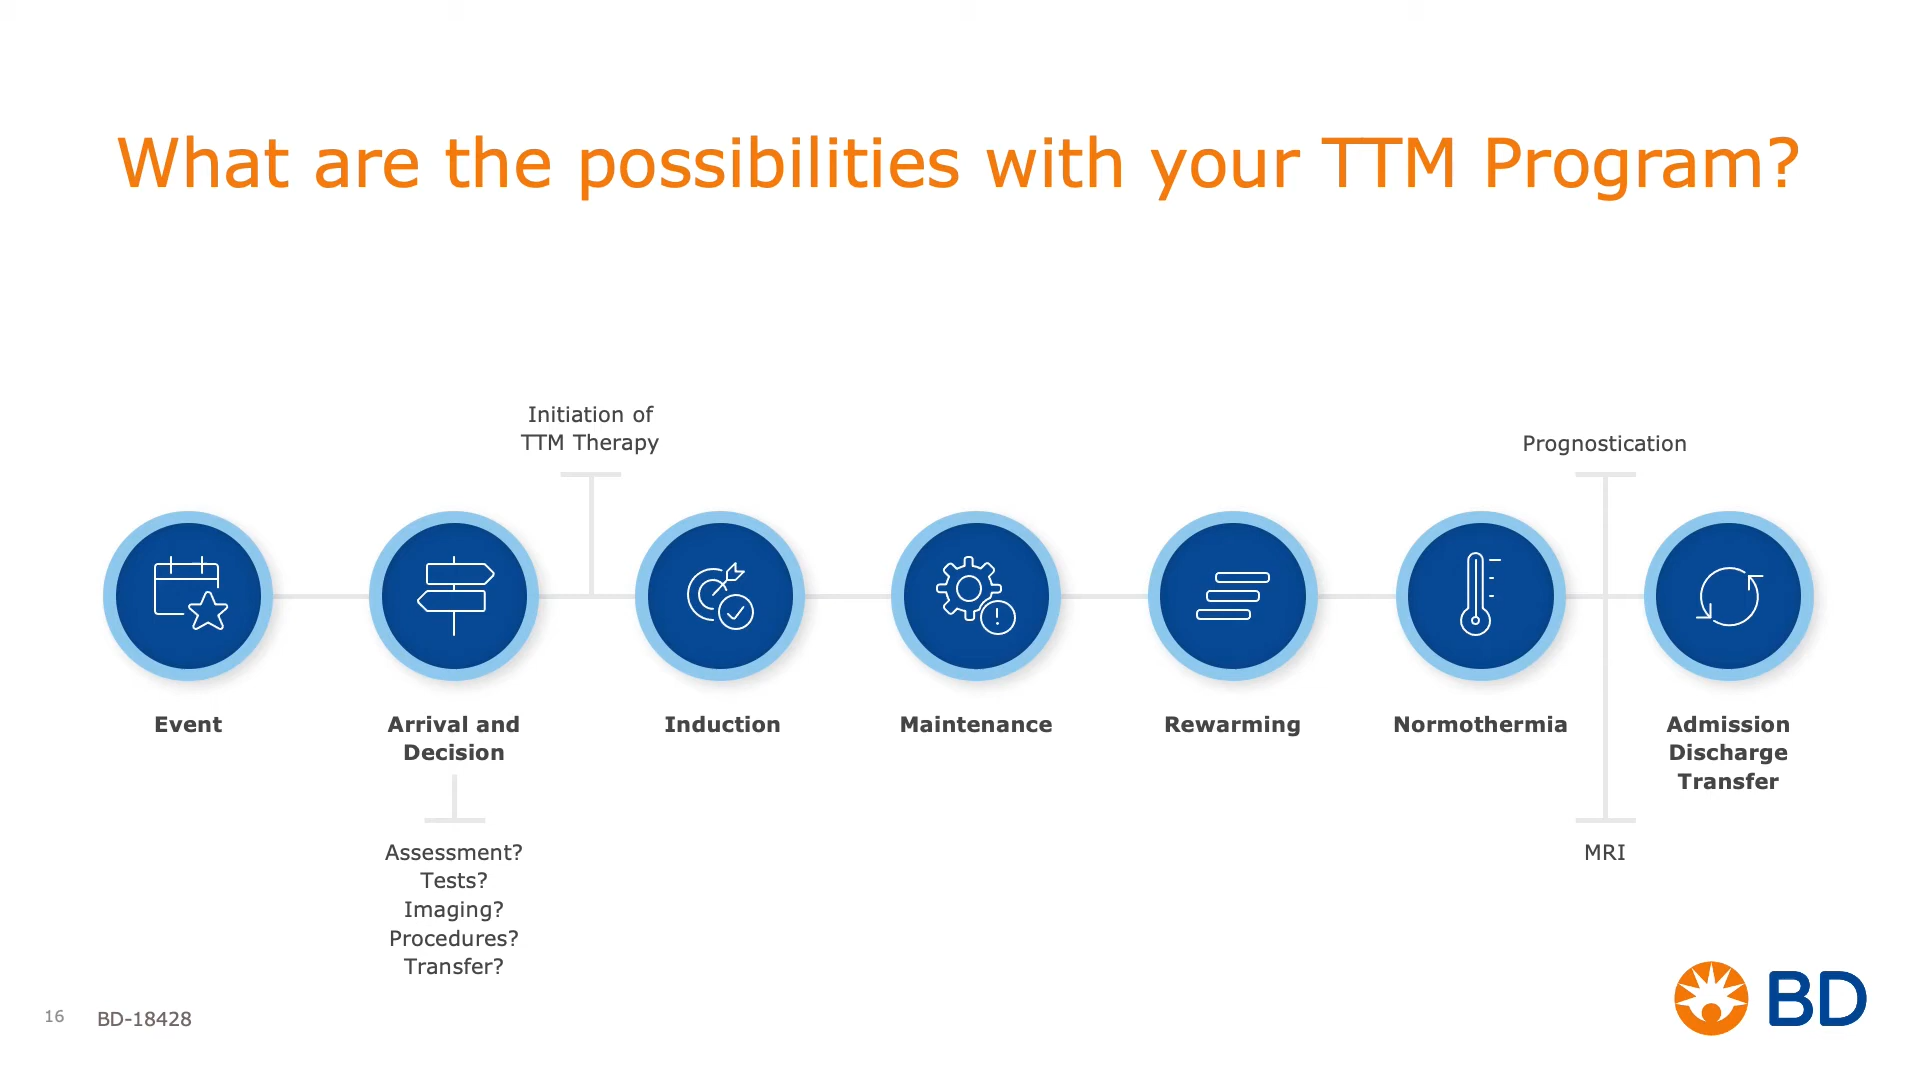 What are the possibilities with your TTM Program?
Initiation of
TTM Therapy
Prognostication
Event
Arrival and
Decision
Induction
Maintenance
Rewarming
Normothermia
Admission
Discharge
Transfer
Assessment?
Tests?
Imaging?
Procedures?
Transfer?
MRI
16
BD-18428
BD